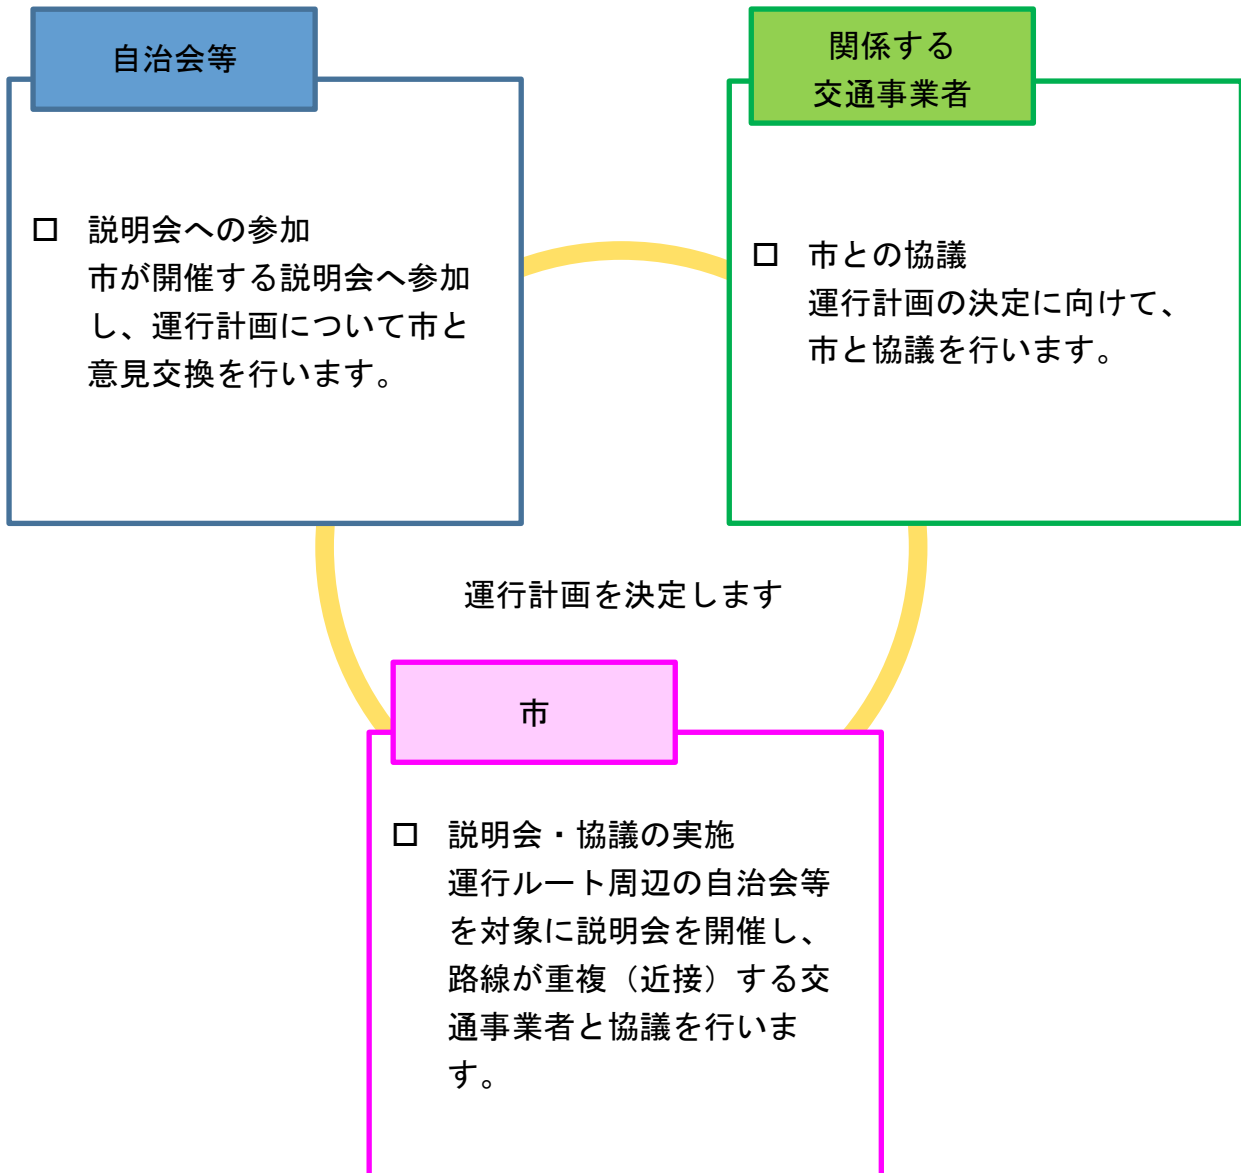 自治会等
□ 説明会への参加
市が開催する説明会へ参加
し、運行計画について市と
意見交換を行います。
関係する
交通事業者
□ 市との協議
運行計画の決定に向けて、
市と協議を行います。
運行計画を決定します
市
□ 説明会・協議の実施
運行ルート周辺の自治会等
を対象に説明会を開催し、
路線が重複（近接）する交
通事業者と協議を行いま
す。